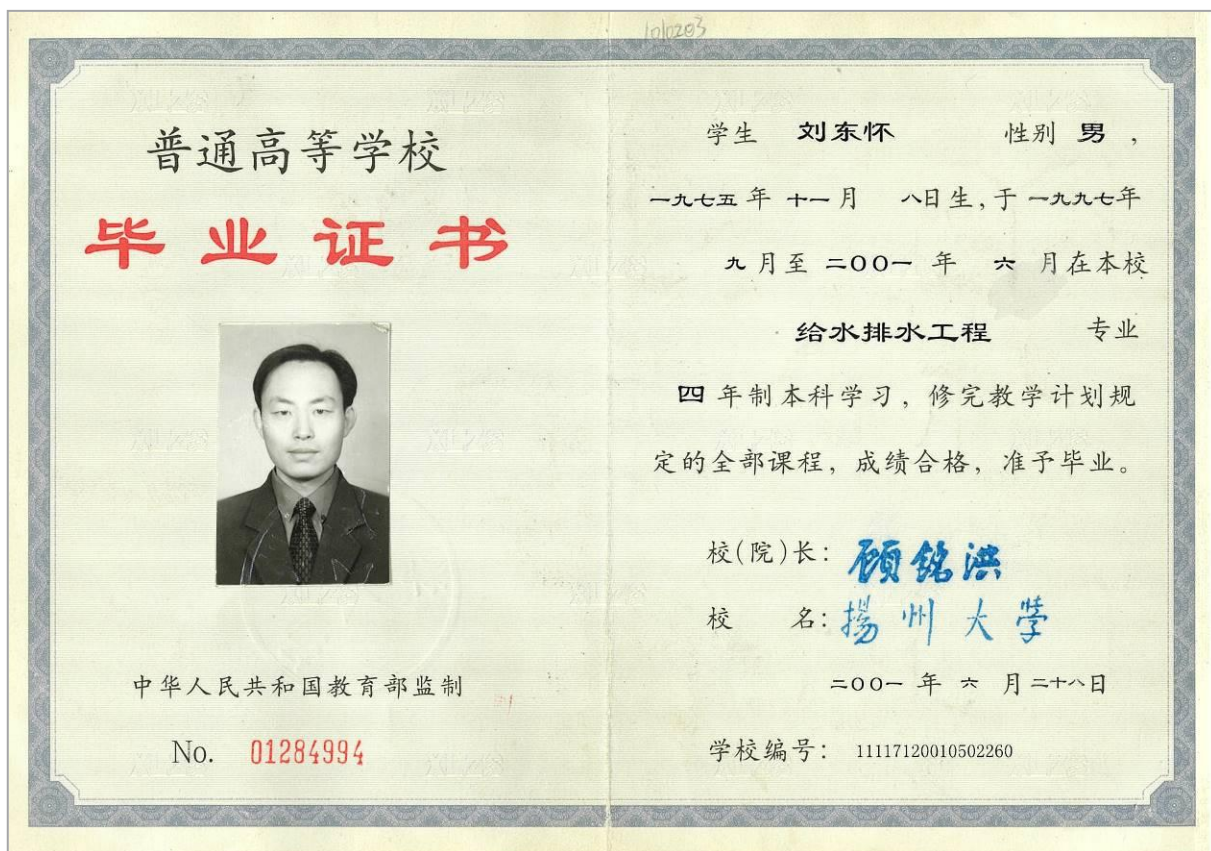 1010203
普通高等学校
毕业证书
中华人民共和国教育部监制
No. 01284994
学生 刘东怀 性别 男，
一九七五年 十一月 八日生，于 一九九七年
九 月至 二〇〇一 年 六 月在本校
给水排水工程 专业
四 年制本科学习，修完教学计划规
定的全部课程，成绩合格，准予毕业。
校(院)长：顾铭洪
校 名：揚州大學
二〇〇一 年 六 月二十八日
学校编号：11117120010502260